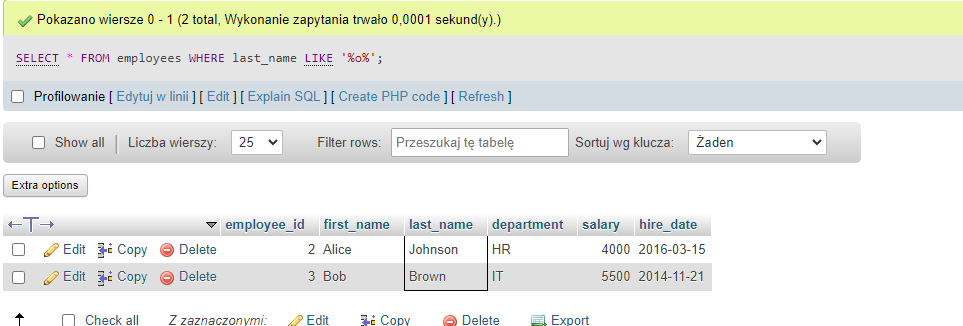 Pokazano wiersze 0 - 1 (2 total, Wykonanie zapytania trwało 0,0001 sekund(y).)
SELECT * FROM employees WHERE last_name LIKE '%o%';
Profilowanie [ Edytuj w linii ] [ Edit ] [ Explain SQL ] [ Create PHP code ] [ Refresh ]
Show all Liczba wierszy: 25 Filter rows: Przeszukaj tę tabelę Sortuj wg klucza: Żaden
Extra options
employee_id first_name last_name department salary hire_date
Edit Copy Delete 2 Alice Johnson HR 4000 2016-03-15
Edit Copy Delete 3 Bob Brown IT 5500 2014-11-21
Check all Z zaznaczonymi: Edit Copy Delete Export